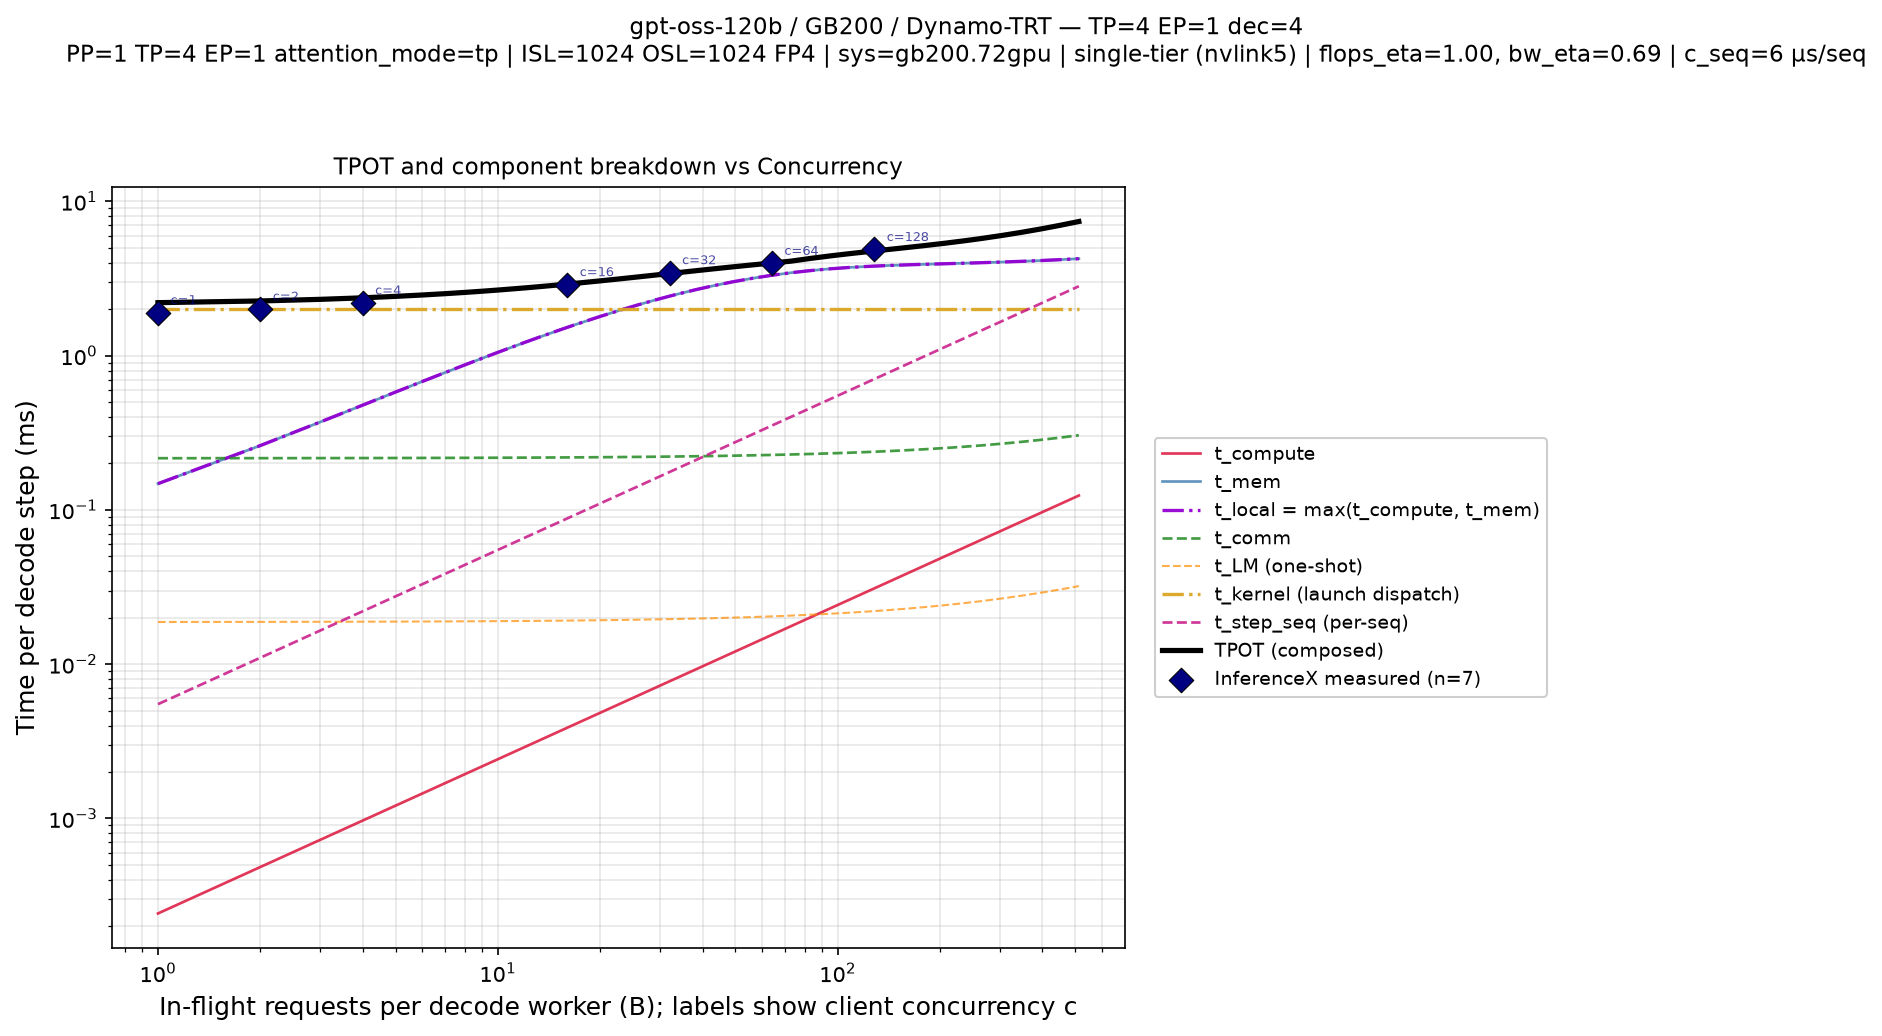 gpt-oss-120b / GB200 / Dynamo-TRT — TP=4 EP=1 dec=4
PP=1 TP=4 EP=1 attention_mode=tp | ISL=1024 OSL=1024 FP4 | sys=gb200.72gpu | single-tier (nvlink5) | flops_eta=1.00, bw_eta=0.69 | c_seq=6 μs/seq
TPOT and component breakdown vs Concurrency
Time per decode step (ms)
10¹
10⁰
10⁻¹
10⁻²
10⁻³
c=1
c=2
c=4
c=16
c=32
c=64
c=128
t_compute
t_mem
t_local = max(t_compute, t_mem)
t_comm
t_LM (one-shot)
t_kernel (launch dispatch)
t_step_seq (per-seq)
TPOT (composed)
InferenceX measured (n=7)
10⁰
10¹
10²
In-flight requests per decode worker (B); labels show client concurrency c